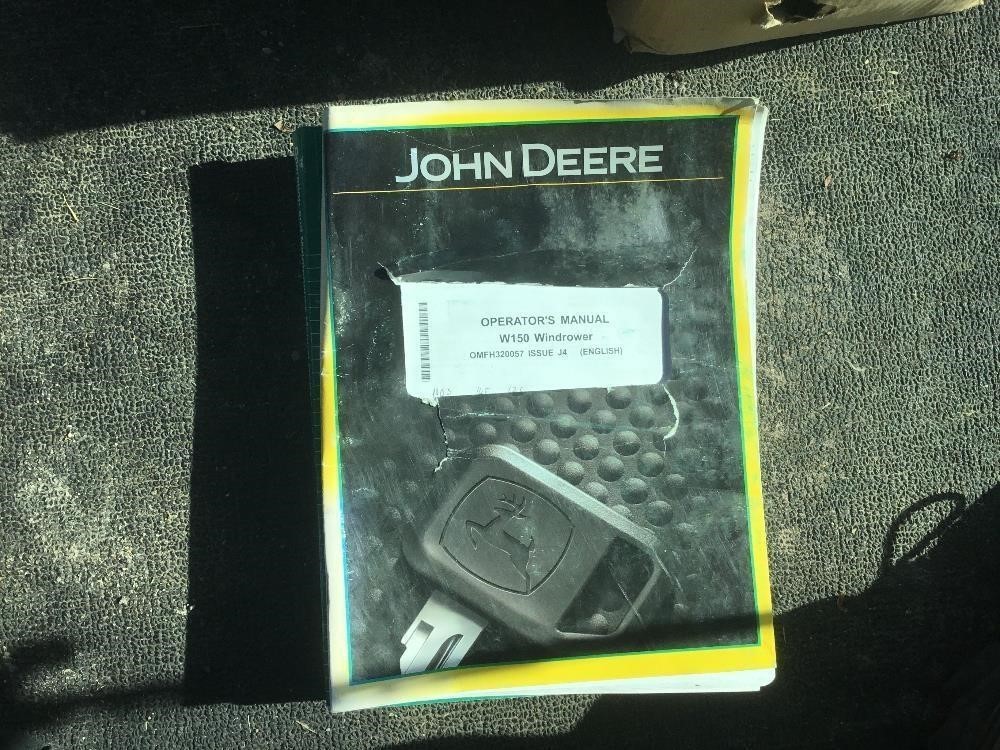 JOHN DEERE
OPERATOR'S MANUAL
W150 Windrower
OMFH320057 ISSUE J4 (ENGLISH)